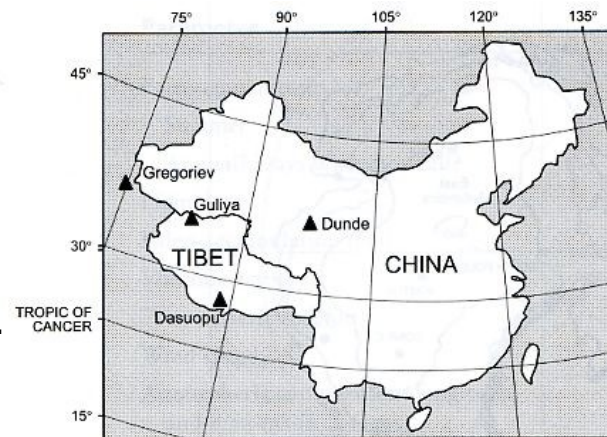 75°
90°
105°
120°
135°
45°
Gregoriev
Guliya
Dunde
30°
TIBET
CHINA
TROPIC OF
CANCER
Dasuopu
15°